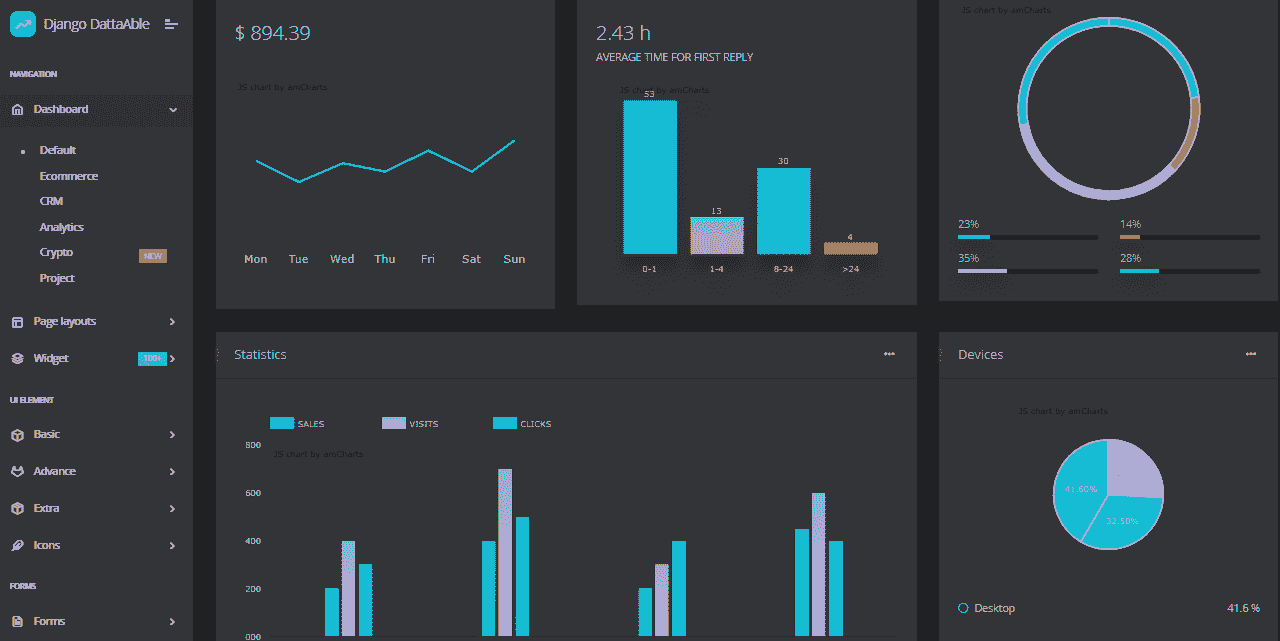 Django DattaAble
NAVIGATION
Dashboard
Default
Ecommerce
CRM
Analytics
Crypto NEW
Project
Page layouts
Widget 100+
UI ELEMENT
Basic
Advance
Extra
Icons
FORMS
Forms
$ 894.39
JS chart by amCharts
Mon Tue Wed Thu Fri Sat Sun
2.43 h
AVERAGE TIME FOR FIRST REPLY
JS chart by amCharts
53
13
30
4
0-1 1-4 8-24 >24
JS chart by amCharts
23% 14%
35% 28%
Statistics
SALES VISITS CLICKS
JS chart by amCharts
800
600
400
200
000
Devices
JS chart by amCharts
41.60%
32.50%
Desktop 41.6 %